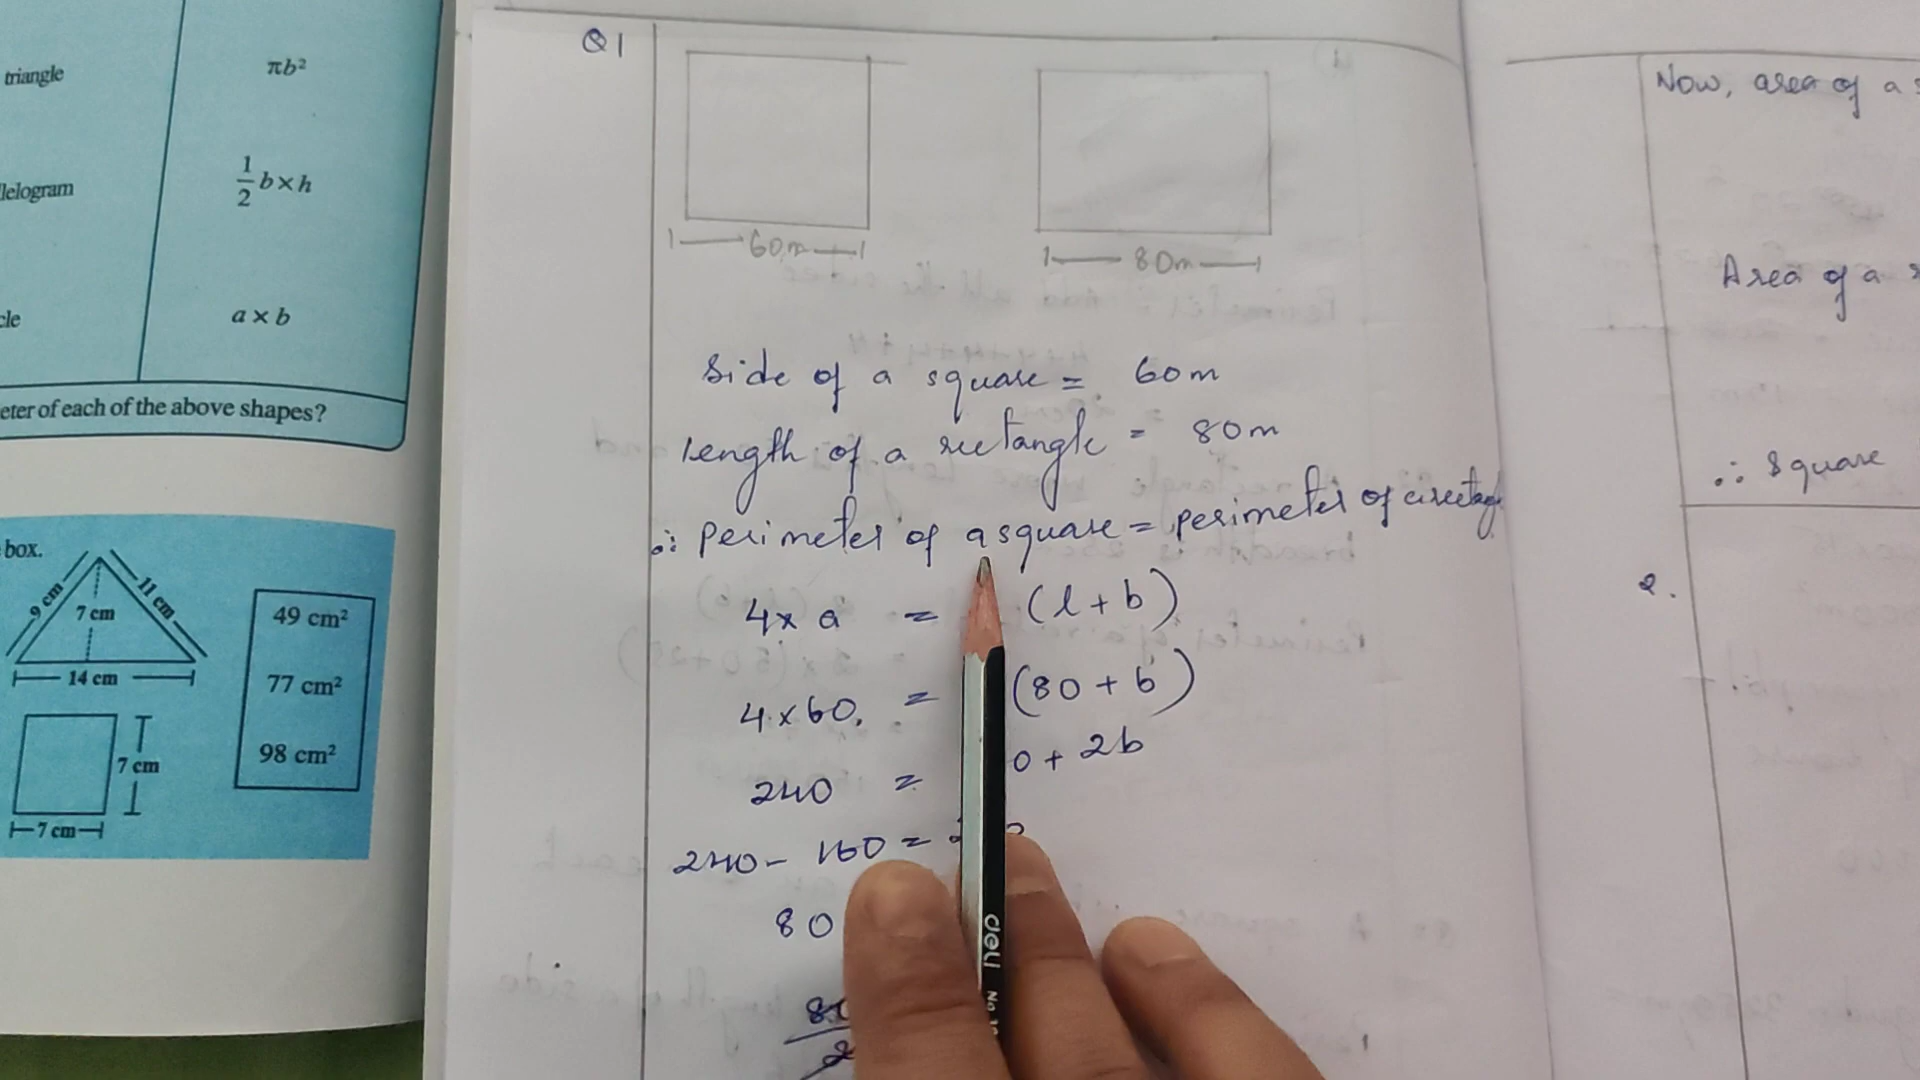 triangle
πb²
lelogram
1/2 b × h
cle
a × b
eter of each of the above shapes?
box.
9 cm
7 cm
11 cm
14 cm
7 cm
7 cm
49 cm²
77 cm²
98 cm²
Q1
60m
80m
Side of a square = 60m
length of a rectangle = 80m
∴ perimeter of a square = perimeter of
4 × a = (l + b)
4 × 60 = (80 + b)
240 = 0 + 2b
240 - 160 =
80
2
deli
Now, area of a
Area of a
∴ Square
2.